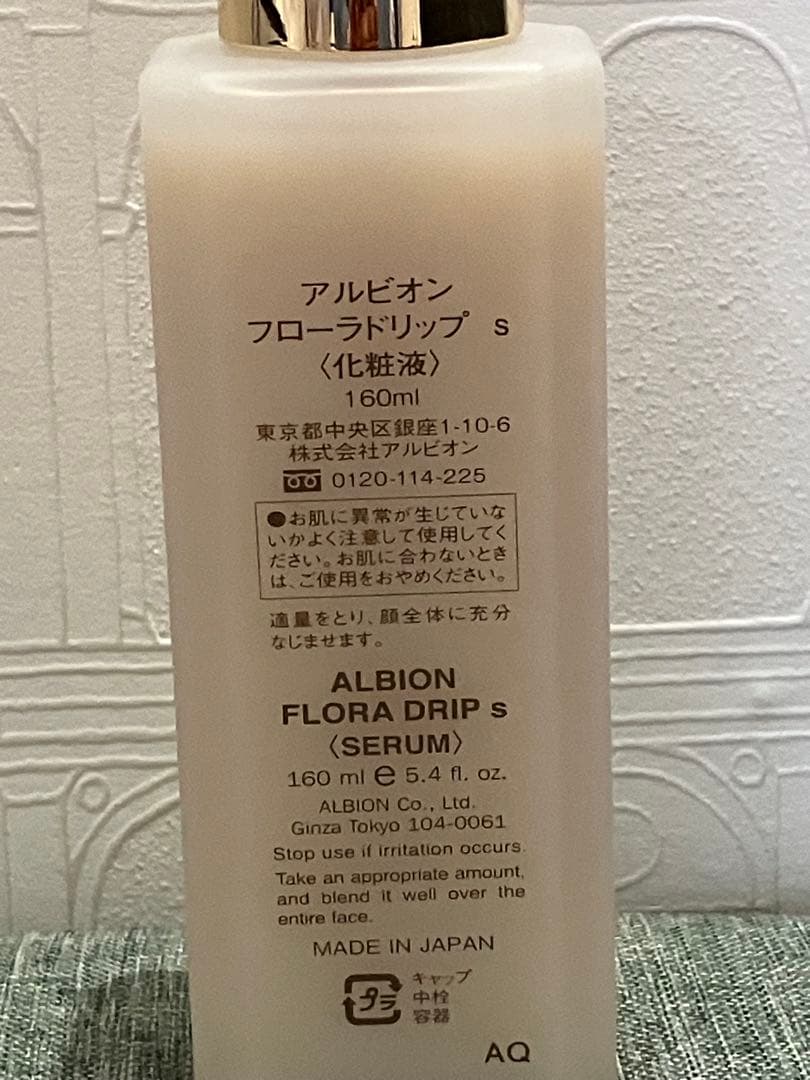 アルビオン
フローラドリップ s
〈化粧液〉
160ml
東京都中央区銀座1-10-6
株式会社アルビオン
0120-114-225
●お肌に異常が生じていな
いかよく注意して使用してく
ださい。お肌に合わないとき
は、ご使用をおやめください。
適量をとり、顔全体に充分
なじませます。
ALBION
FLORA DRIP s
〈SERUM〉
160 ml e 5.4 fl. oz.
ALBION Co., Ltd.
Ginza Tokyo 104-0061
Stop use if irritation occurs.
Take an appropriate amount,
and blend it well over the
entire face.
MADE IN JAPAN
プラ
キャップ
中栓
容器
AQ